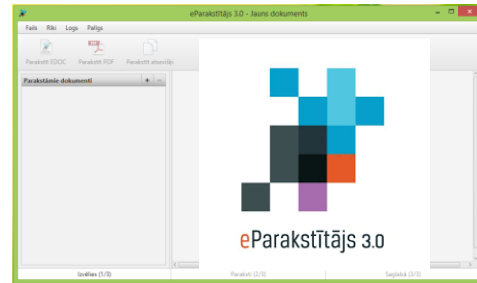 eParakstītājs 3.0 - Jauns dokuments
Fails Rīki Logs Palīgs
Parakstīt EDOC Parakstīt PDF Parakstīt atsevišķi
Parakstāmie dokumenti + -
eParakstītājs 3.0
Izvēlies (1/3) Paraksti (2/3) Saglabā (3/3)